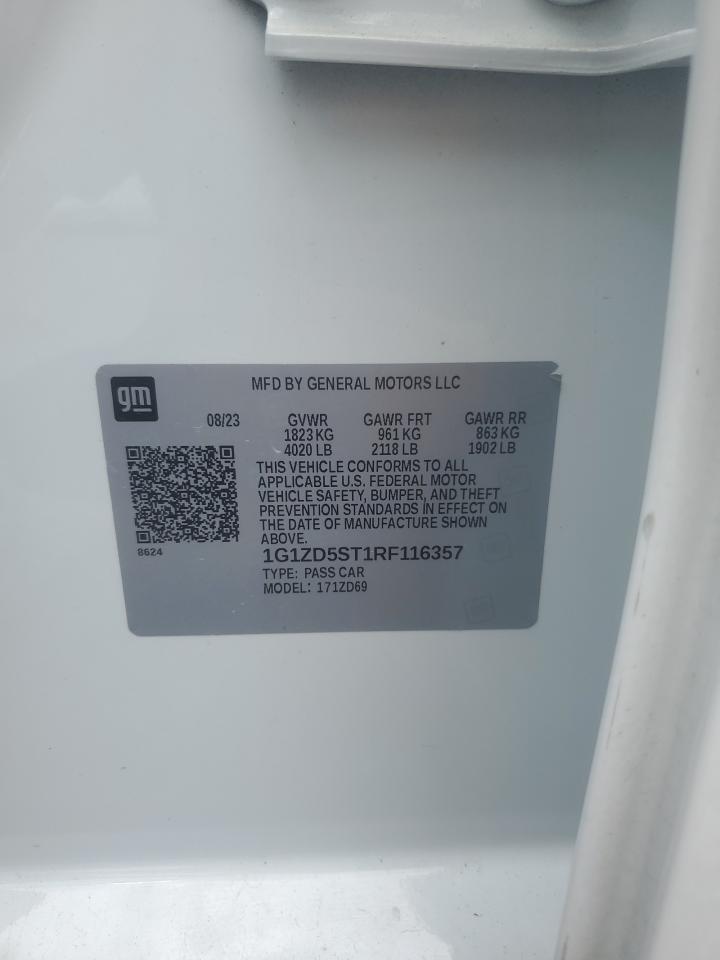 gm
MFD BY GENERAL MOTORS LLC
08/23 GVWR GAWR FRT GAWR RR
1823 KG 961 KG 863 KG
4020 LB 2118 LB 1902 LB
THIS VEHICLE CONFORMS TO ALL
APPLICABLE U.S. FEDERAL MOTOR
VEHICLE SAFETY, BUMPER, AND THEFT
PREVENTION STANDARDS IN EFFECT ON
THE DATE OF MANUFACTURE SHOWN
ABOVE.
8624
1G1ZD5ST1RF116357
TYPE: PASS CAR
MODEL: 171ZD69